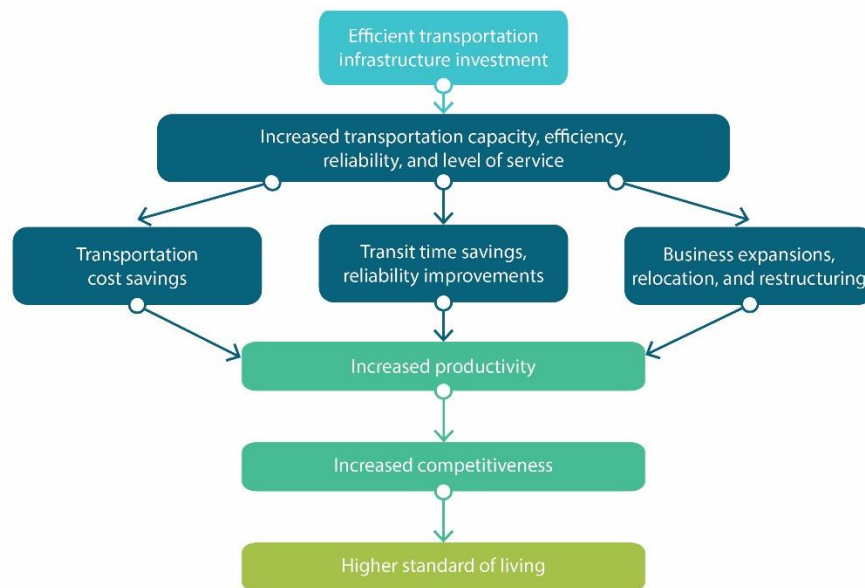 Efficient transportation
infrastructure investment
Increased transportation capacity, efficiency,
reliability, and level of service
Transportation
cost savings
Transit time savings,
reliability improvements
Business expansions,
relocation, and restructuring
Increased productivity
Increased competitiveness
Higher standard of living